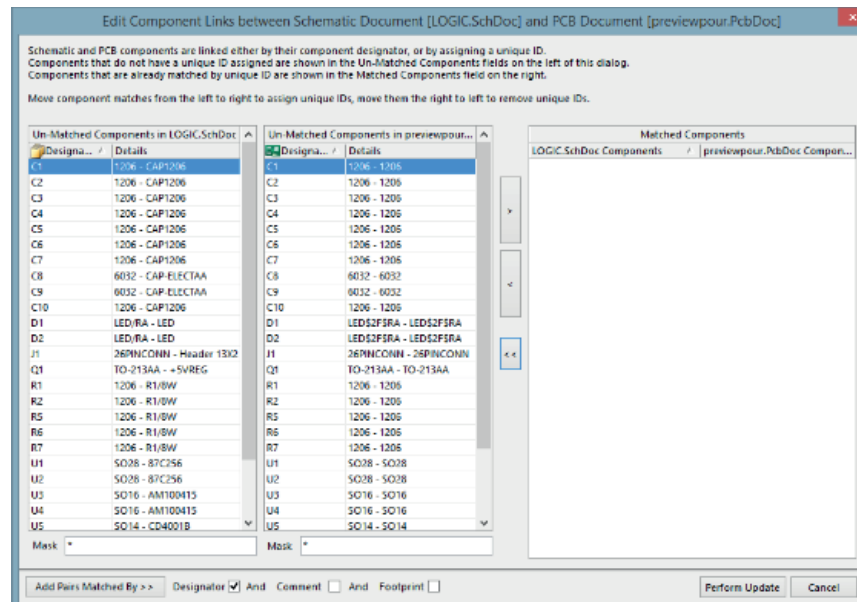 Edit Component Links between Schematic Document [LOGIC.SchDoc] and PCB Document [previewpour.PcbDoc]
Schematic and PCB components are linked either by their component designator, or by assigning a unique ID.
Components that do not have a unique ID assigned are shown in the Un-Matched Components fields on the left of this dialog.
Components that are already matched by unique ID are shown in the Matched Components field on the right.
Move component matches from the left to right to assign unique IDs, move them the right to left to remove unique IDs.
Un-Matched Components in LOGIC.SchDoc Un-Matched Components in previewpour... Matched Components
Designa... / Details Designa... / Details LOGIC.SchDoc Components / previewpour.PcbDoc Compon...
C1 1206 - CAP1206 C1 1206 - 1206
C2 1206 - CAP1206 C2 1206 - 1206
C3 1206 - CAP1206 C3 1206 - 1206
C4 1206 - CAP1206 C4 1206 - 1206
C5 1206 - CAP1206 C5 1206 - 1206
C6 1206 - CAP1206 C6 1206 - 1206
C7 1206 - CAP1206 C7 1206 - 1206
C8 6032 - CAP-ELECTAA C8 6032 - 6032
C9 6032 - CAP-ELECTAA C9 6032 - 6032
C10 1206 - CAP1206 C10 1206 - 1206
D1 LED/RA - LED D1 LED$2FSRA - LED$2FSRA
D2 LED/RA - LED D2 LED$2FSRA - LED$2FSRA
J1 26PINCONN - Header 13X2 J1 26PINCONN - 26PINCONN
Q1 TO-213AA - +5VREG Q1 TO-213AA - TO-213AA
R1 1206 - R1/8W R1 1206 - 1206
R2 1206 - R1/8W R2 1206 - 1206
R5 1206 - R1/8W R5 1206 - 1206
R6 1206 - R1/8W R6 1206 - 1206
R7 1206 - R1/8W R7 1206 - 1206
U1 SO28 - 87C256 U1 SO28 - SO28
U2 SO28 - 87C256 U2 SO28 - SO28
U3 SO16 - AM100415 U3 SO16 - SO16
U4 SO16 - AM100415 U4 SO16 - SO16
U5 SO14 - CD4001B U5 SO14 - SO14
Mask * Mask *
>
<
<<
Add Pairs Matched By >> Designator And Comment And Footprint Perform Update Cancel